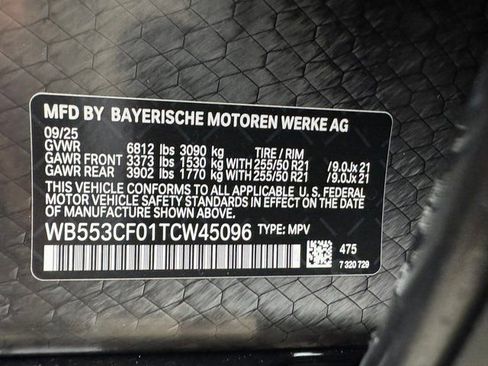 MFD BY BAYERISCHE MOTOREN WERKE AG
09/25
GVWR 6812 lbs 3090 kg TIRE / RIM
GAWR FRONT 3373 lbs 1530 kg WITH 255/50 R21 /9.0Jx 21
GAWR REAR 3902 lbs 1770 kg WITH 255/50 R21 /9.0Jx 21
THIS VEHICLE CONFORMS TO ALL APPLICABLE U. S. FEDERAL
MOTOR VEHICLE SAFETY STANDARDS IN EFFECT ON THE DATE OF
MANUFACTURE SHOWN ABOVE.
WB553CF01TCW45096 TYPE: MPV
475
7 320 729